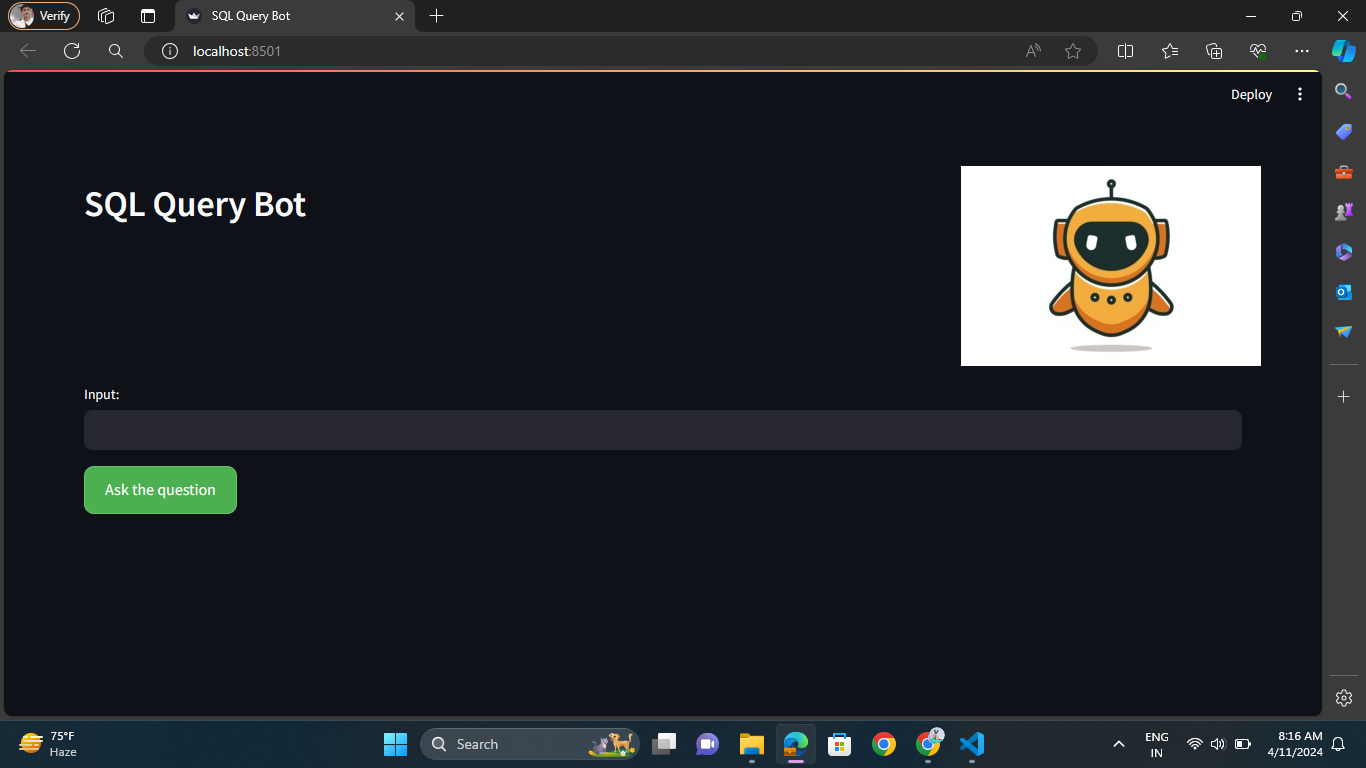 Verify
SQL Query Bot
localhost:8501
Deploy
SQL Query Bot
Input:
Ask the question
75°F
Haze
Search
ENG
IN
8:16 AM
4/11/2024